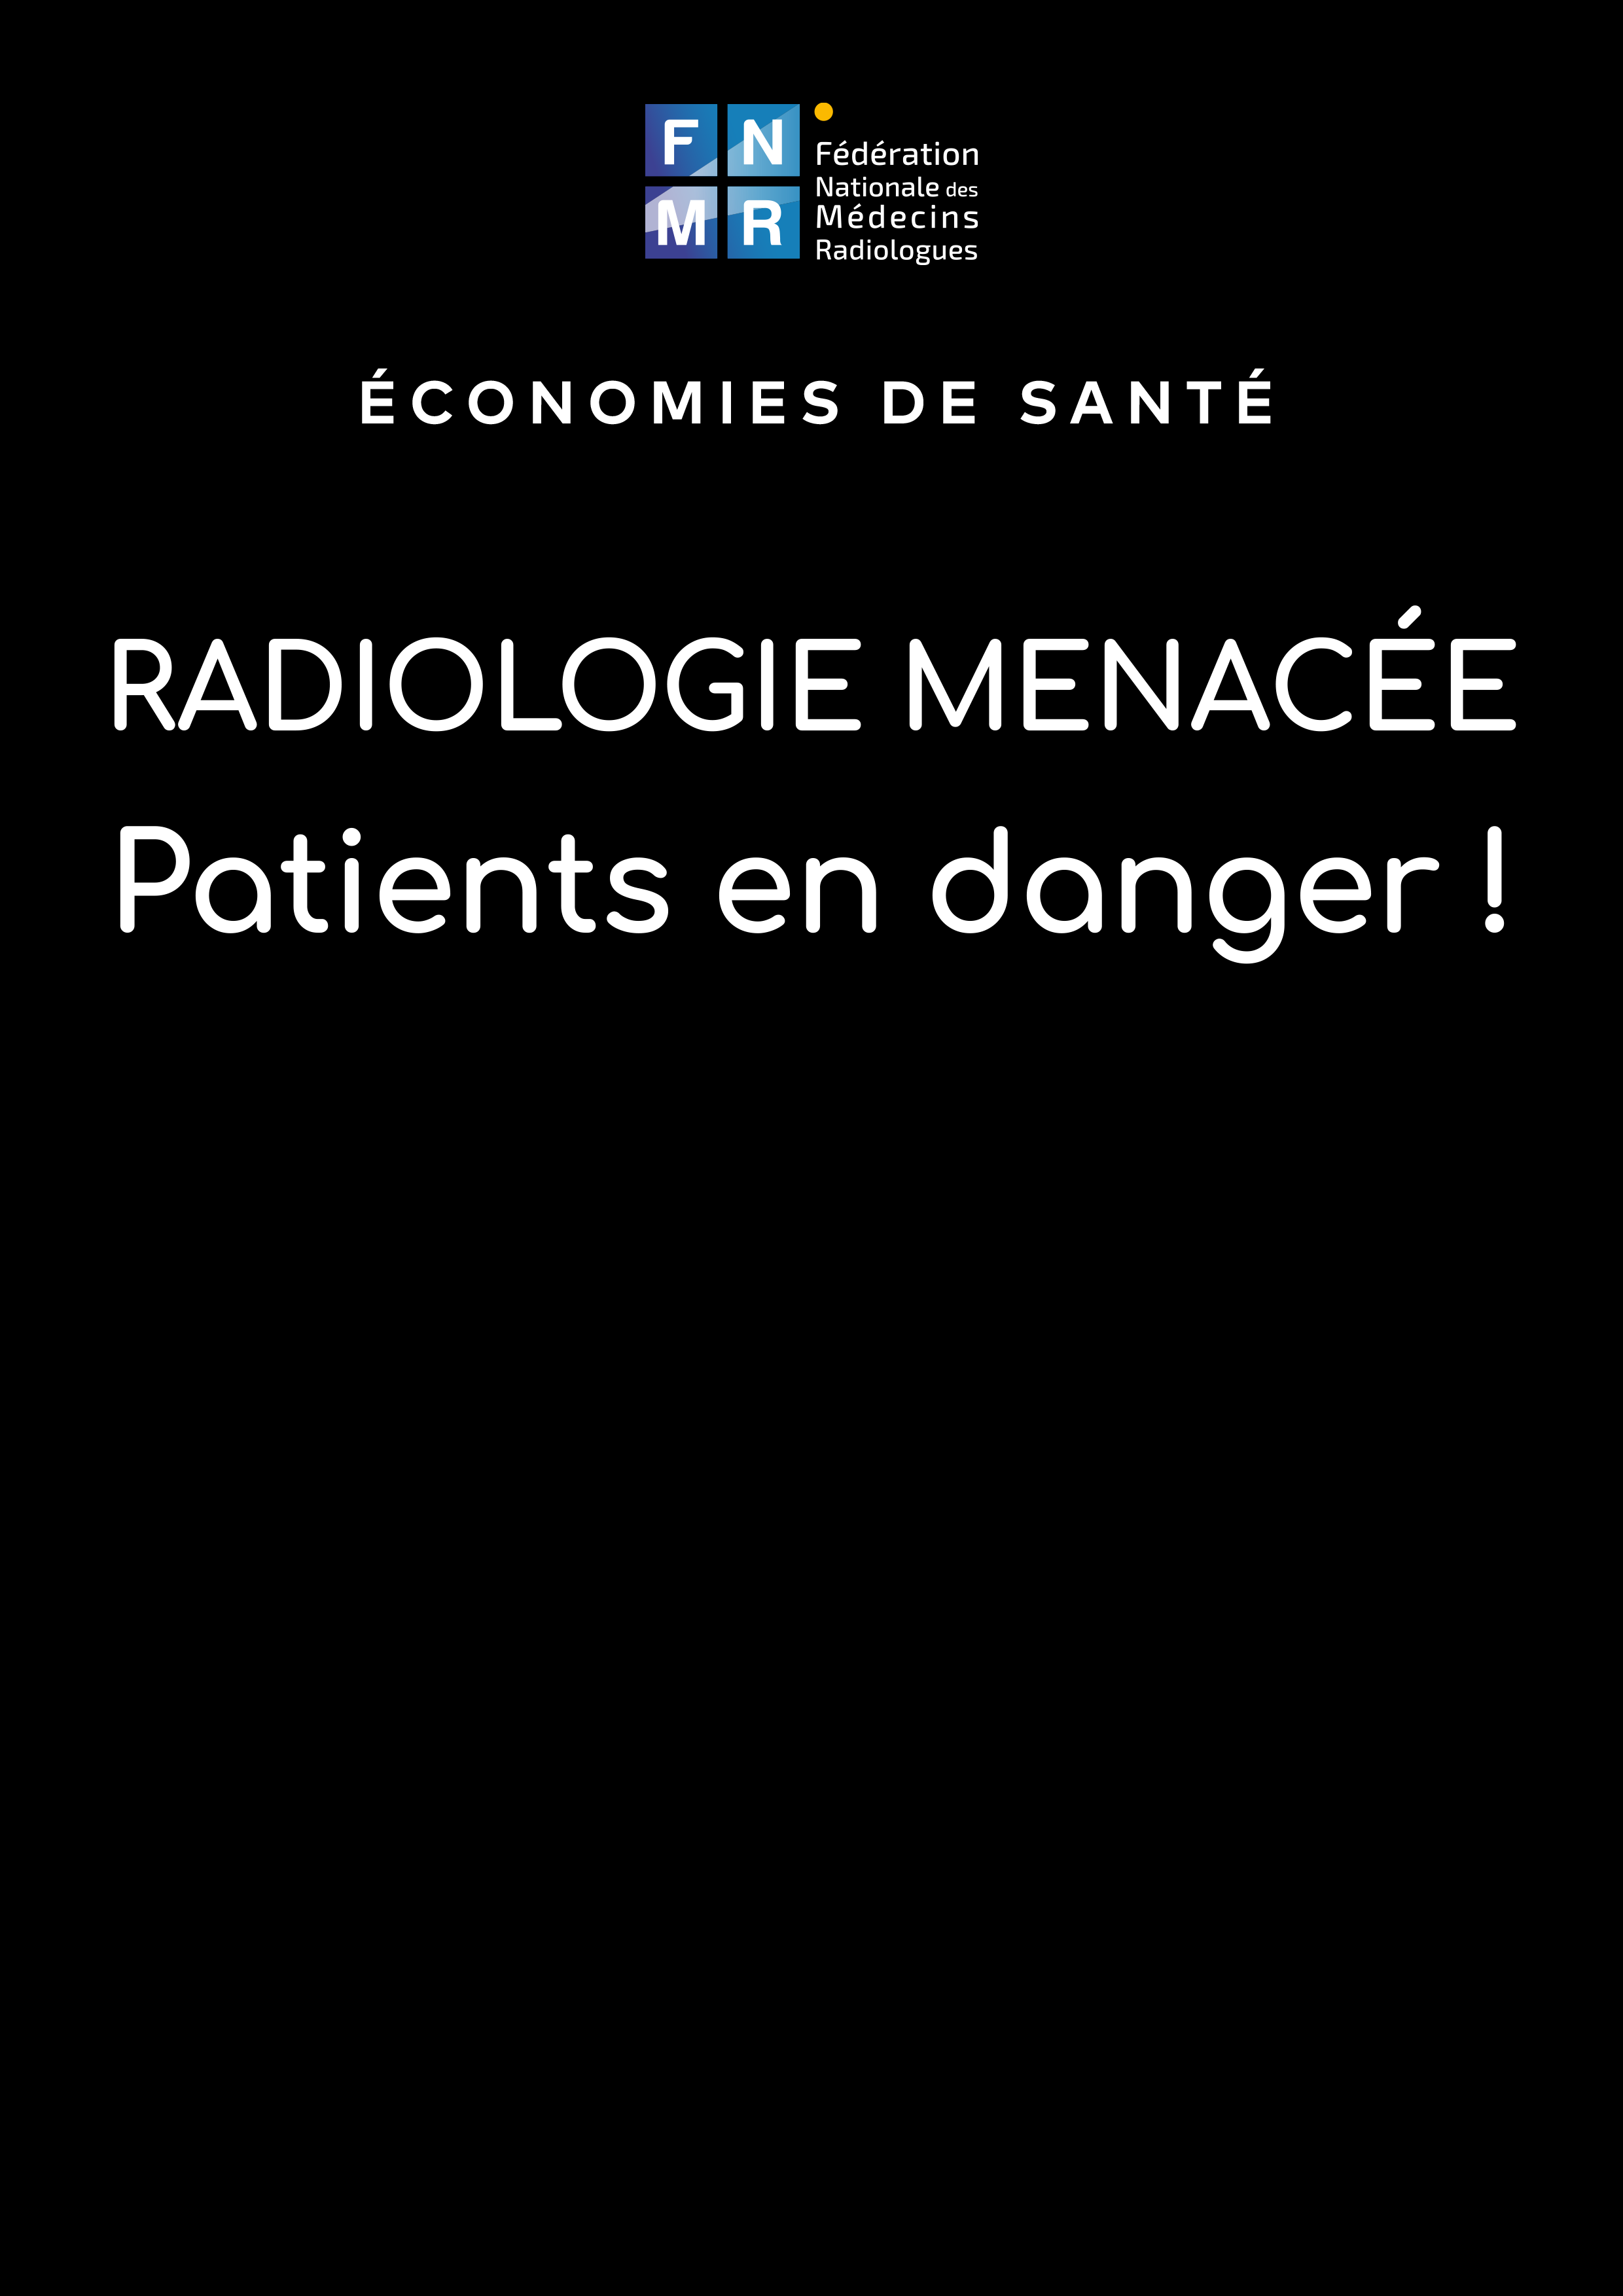 F N
M R
Fédération
Nationale des
Médecins
Radiologues
ÉCONOMIES DE SANTÉ
RADIOLOGIE MENACÉE
Patients en danger !